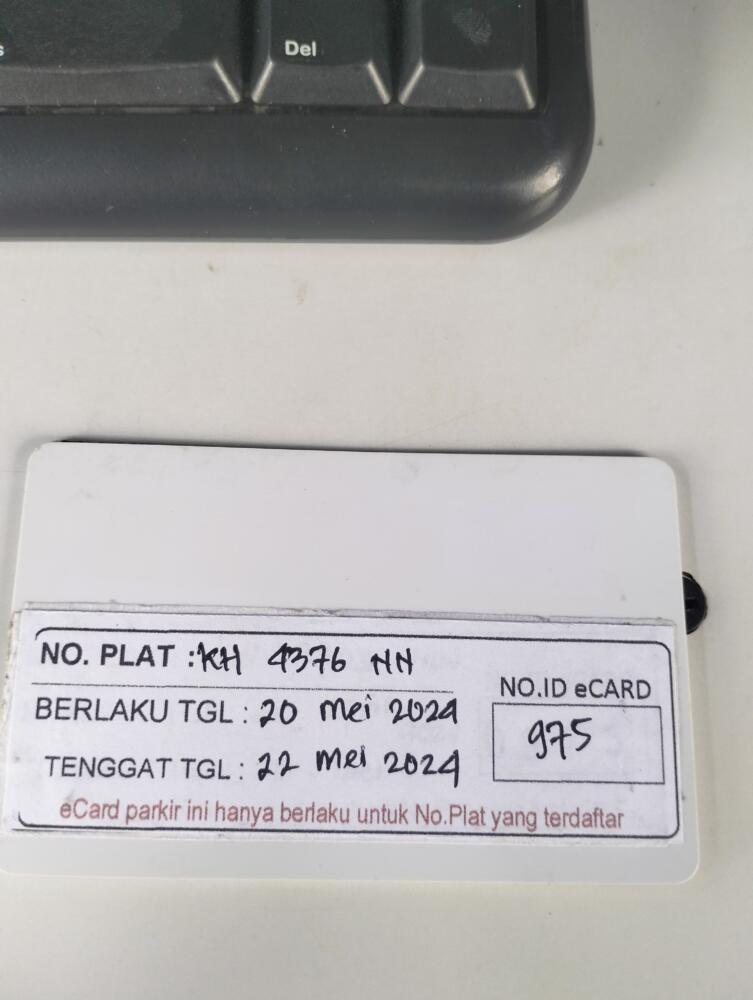 s
Del
NO. PLAT : KH 4376 NN
BERLAKU TGL : 20 mei 2024
TENGGAT TGL : 22 mei 2024
NO.ID eCARD
975
eCard parkir ini hanya berlaku untuk No.Plat yang terdaftar